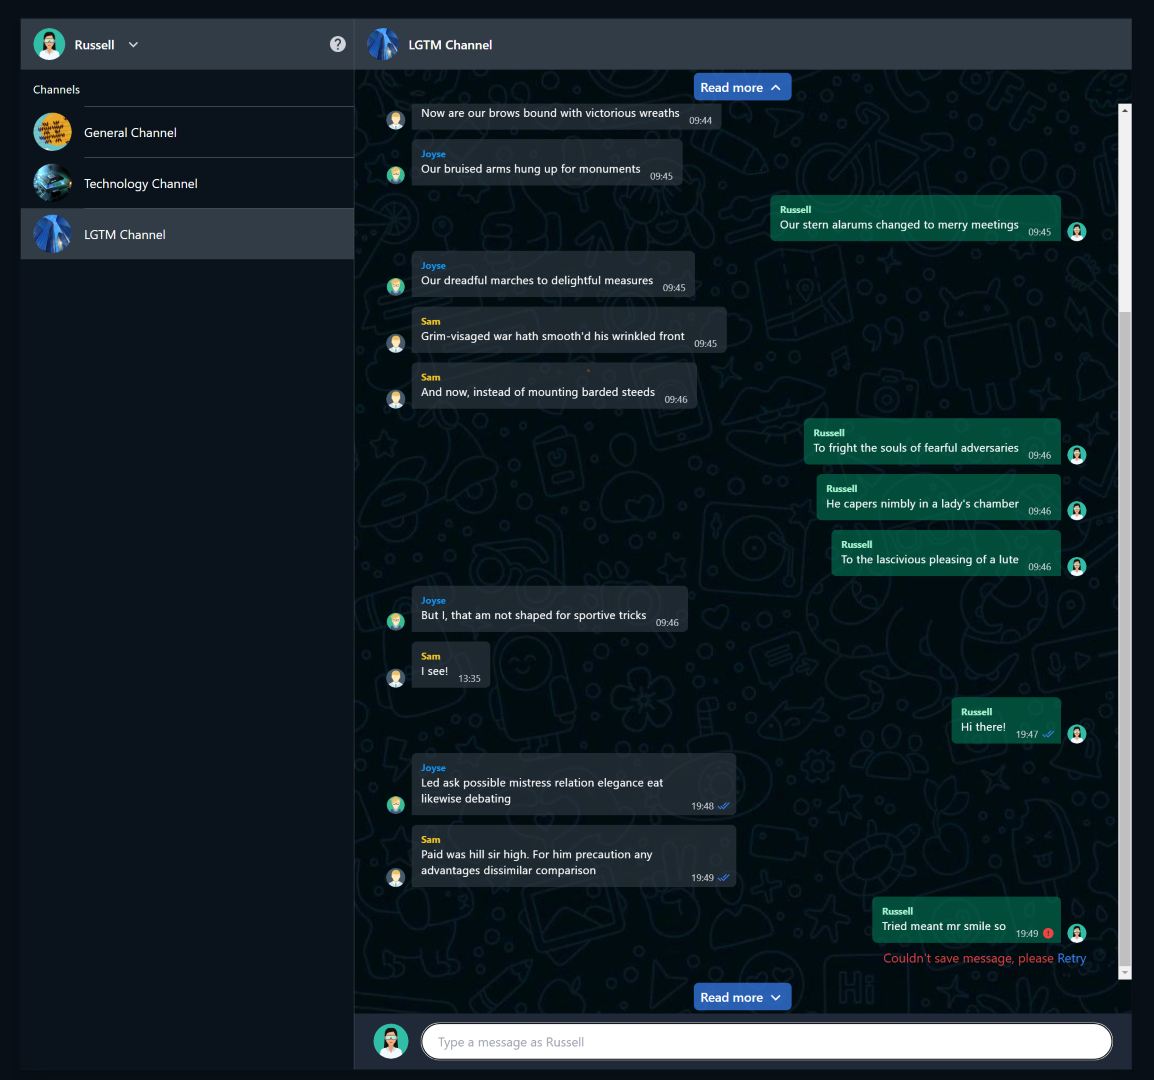 Russell
?
LGTM Channel
Channels
General Channel
Technology Channel
LGTM Channel
Read more
Now are our brows bound with victorious wreaths 09:44
Joyse
Our bruised arms hung up for monuments 09:45
Russell
Our stern alarums changed to merry meetings 09:45
Joyse
Our dreadful marches to delightful measures 09:45
Sam
Grim-visaged war hath smooth'd his wrinkled front 09:45
Sam
And now, instead of mounting barded steeds 09:46
Russell
To fright the souls of fearful adversaries 09:46
Russell
He capers nimbly in a lady's chamber 09:46
Russell
To the lascivious pleasing of a lute 09:46
Joyse
But I, that am not shaped for sportive tricks 09:46
Sam
I see! 13:35
Russell
Hi there! 19:47
Joyse
Led ask possible mistress relation elegance eat
likewise debating 19:48
Sam
Paid was hill sir high. For him precaution any
advantages dissimilar comparison 19:49
Russell
Tried meant mr smile so 19:49
Couldn't save message, please Retry
Read more
Type a message as Russell